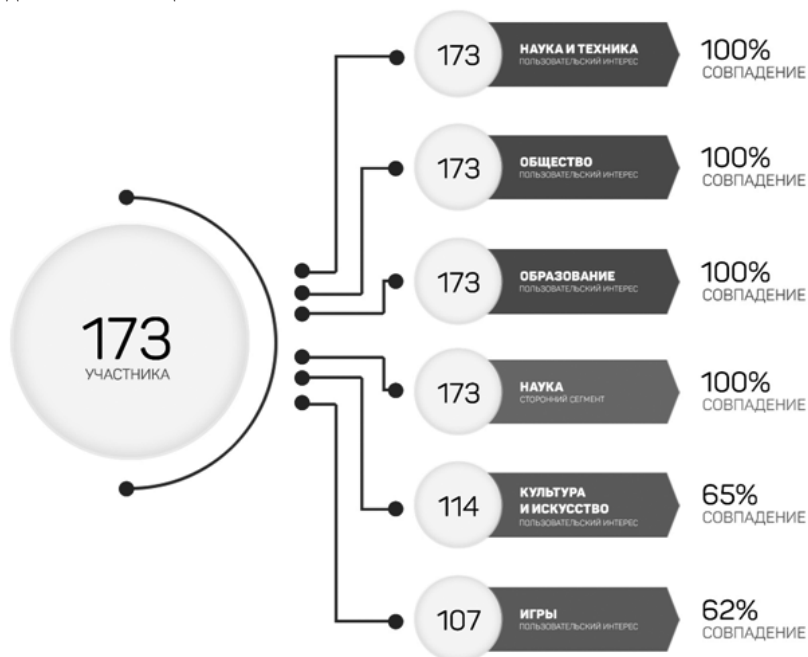 173
УЧАСТНИКА
173
НАУКА И ТЕХНИКА
ПОЛЬЗОВАТЕЛЬСКИЙ ИНТЕРЕС
100%
СОВПАДЕНИЕ
173
ОБЩЕСТВО
ПОЛЬЗОВАТЕЛЬСКИЙ ИНТЕРЕС
100%
СОВПАДЕНИЕ
173
ОБРАЗОВАНИЕ
ПОЛЬЗОВАТЕЛЬСКИЙ ИНТЕРЕС
100%
СОВПАДЕНИЕ
173
НАУКА
СТОРОННИЙ СЕГМЕНТ
100%
СОВПАДЕНИЕ
114
КУЛЬТУРА
И ИСКУССТВО
ПОЛЬЗОВАТЕЛЬСКИЙ ИНТЕРЕС
65%
СОВПАДЕНИЕ
107
ИГРЫ
ПОЛЬЗОВАТЕЛЬСКИЙ ИНТЕРЕС
62%
СОВПАДЕНИЕ